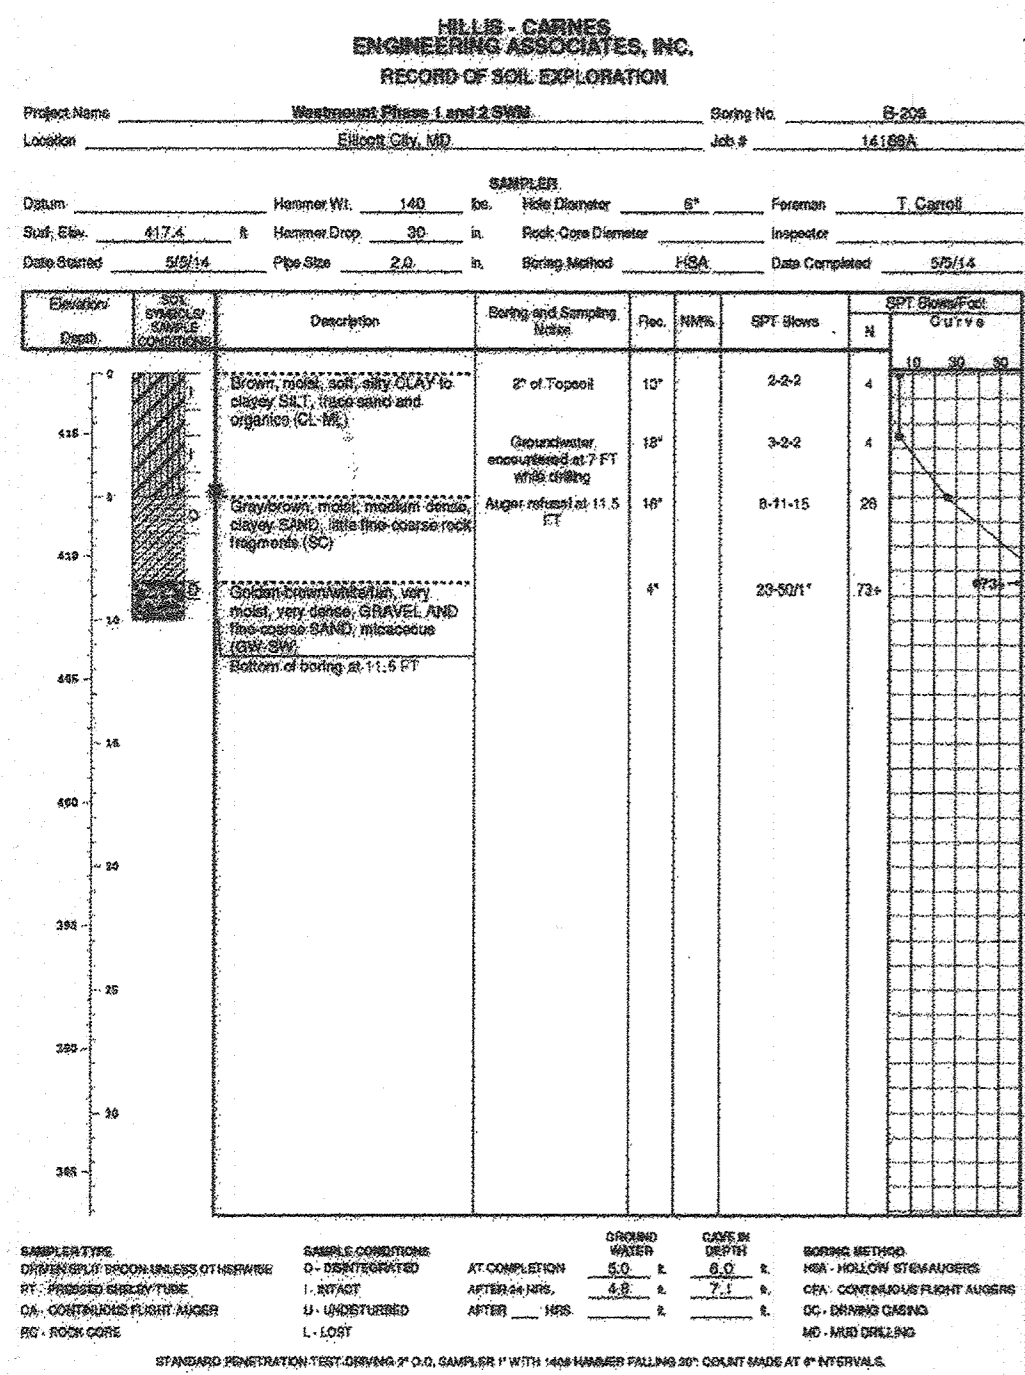 HILLIS - CARNES
ENGINEERING ASSOCIATES, INC.
RECORD OF SOIL EXPLORATION
Project Name Westmount Phase 1 and 2 SWM Boring No. B-209
Location Ellicott City, MD Job # 14168A
SAMPLER
Datum Hammer Wt. 140 lbs. Hole Diameter 6" Foreman T. Carroll
Surf. Elev. 417.4 ft Hammer Drop 30 in. Rock Core Diameter Inspector
Date Started 5/5/14 Pipe Size 2.0 in. Boring Method HSA Date Completed 5/5/14
Elevation/ Depth SOIL SYMBOLS/ SAMPLE CONDITIONS Description Boring and Sampling Notes Rec. NM% SPT Blows SPT Blows/Foot
N Curve
10 30
0 Brown, moist, soft, silty CLAY to 2" of Topsoil 10" 2-2-2 4
clayey SILT, trace sand and
organics (CL-ML)
415 I Groundwater 18" 3-2-2 4
encountered at 7 FT
while drilling
5 Gray/brown, moist, medium dense, Auger refusal at 11.5 16" 8-11-15 26
clayey SAND, little fine-coarse rock FT
fragments (SC)
410
Golden-brown/white/tan, very 4" 23-50/1" 73+ 73+
moist, very dense, GRAVEL AND
10 fine-coarse SAND, micaceous
(GW-SW)
Bottom of boring at 11.5 FT
405
15
400
20
395
25
390
30
385
GROUND WATER CAVE IN DEPTH
SAMPLER TYPE SAMPLE CONDITIONS BORING METHOD
DRIVEN SPLIT SPOON UNLESS OTHERWISE D - DISINTEGRATED AT COMPLETION 5.0 ft. 6.0 ft. HSA - HOLLOW STEM AUGERS
PT - PRESSED SHELBY TUBE I - INTACT AFTER 24 HRS. 4.8 ft. 7.1 ft. CFA - CONTINUOUS FLIGHT AUGERS
CA - CONTINUOUS FLIGHT AUGER U - UNDISTURBED AFTER HRS. ft. ft. DC - DRIVING CASING
RC - ROCK CORE L - LOST MD - MUD DRILLING
STANDARD PENETRATION TEST-DRIVING 2" O.D. SAMPLER 1' WITH 140# HAMMER FALLING 30": COUNT MADE AT 6" INTERVALS.